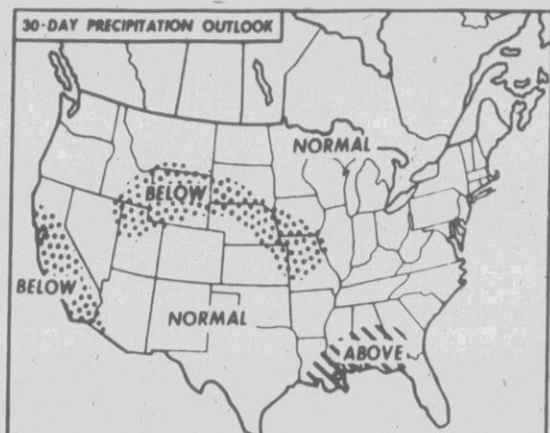 30-DAY PRECIPITATION OUTLOOK
NORMAL
BELOW
BELOW
NORMAL
ABOVE